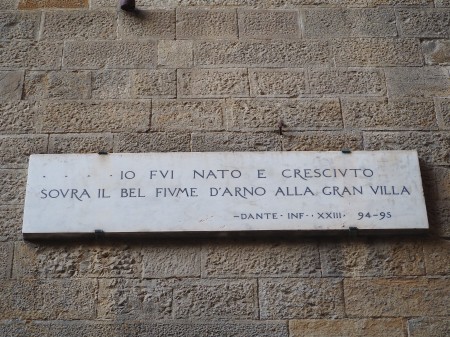 . . . . . IO FVI NATO E CRESCIVTO
SOVRA IL BEL FIVME D'ARNO ALLA GRAN VILLA
~DANTE · INF · XXIII · 94-95